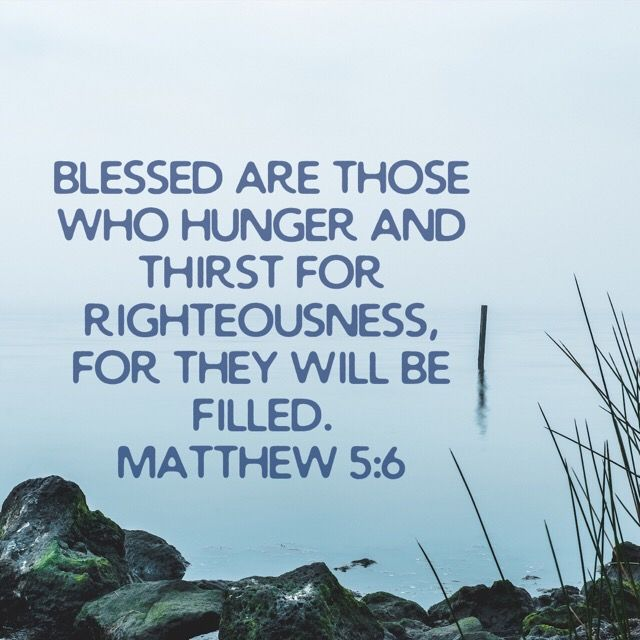 BLESSED ARE THOSE
WHO HUNGER AND
THIRST FOR
RIGHTEOUSNESS,
FOR THEY WILL BE
FILLED.
MATTHEW 5:6